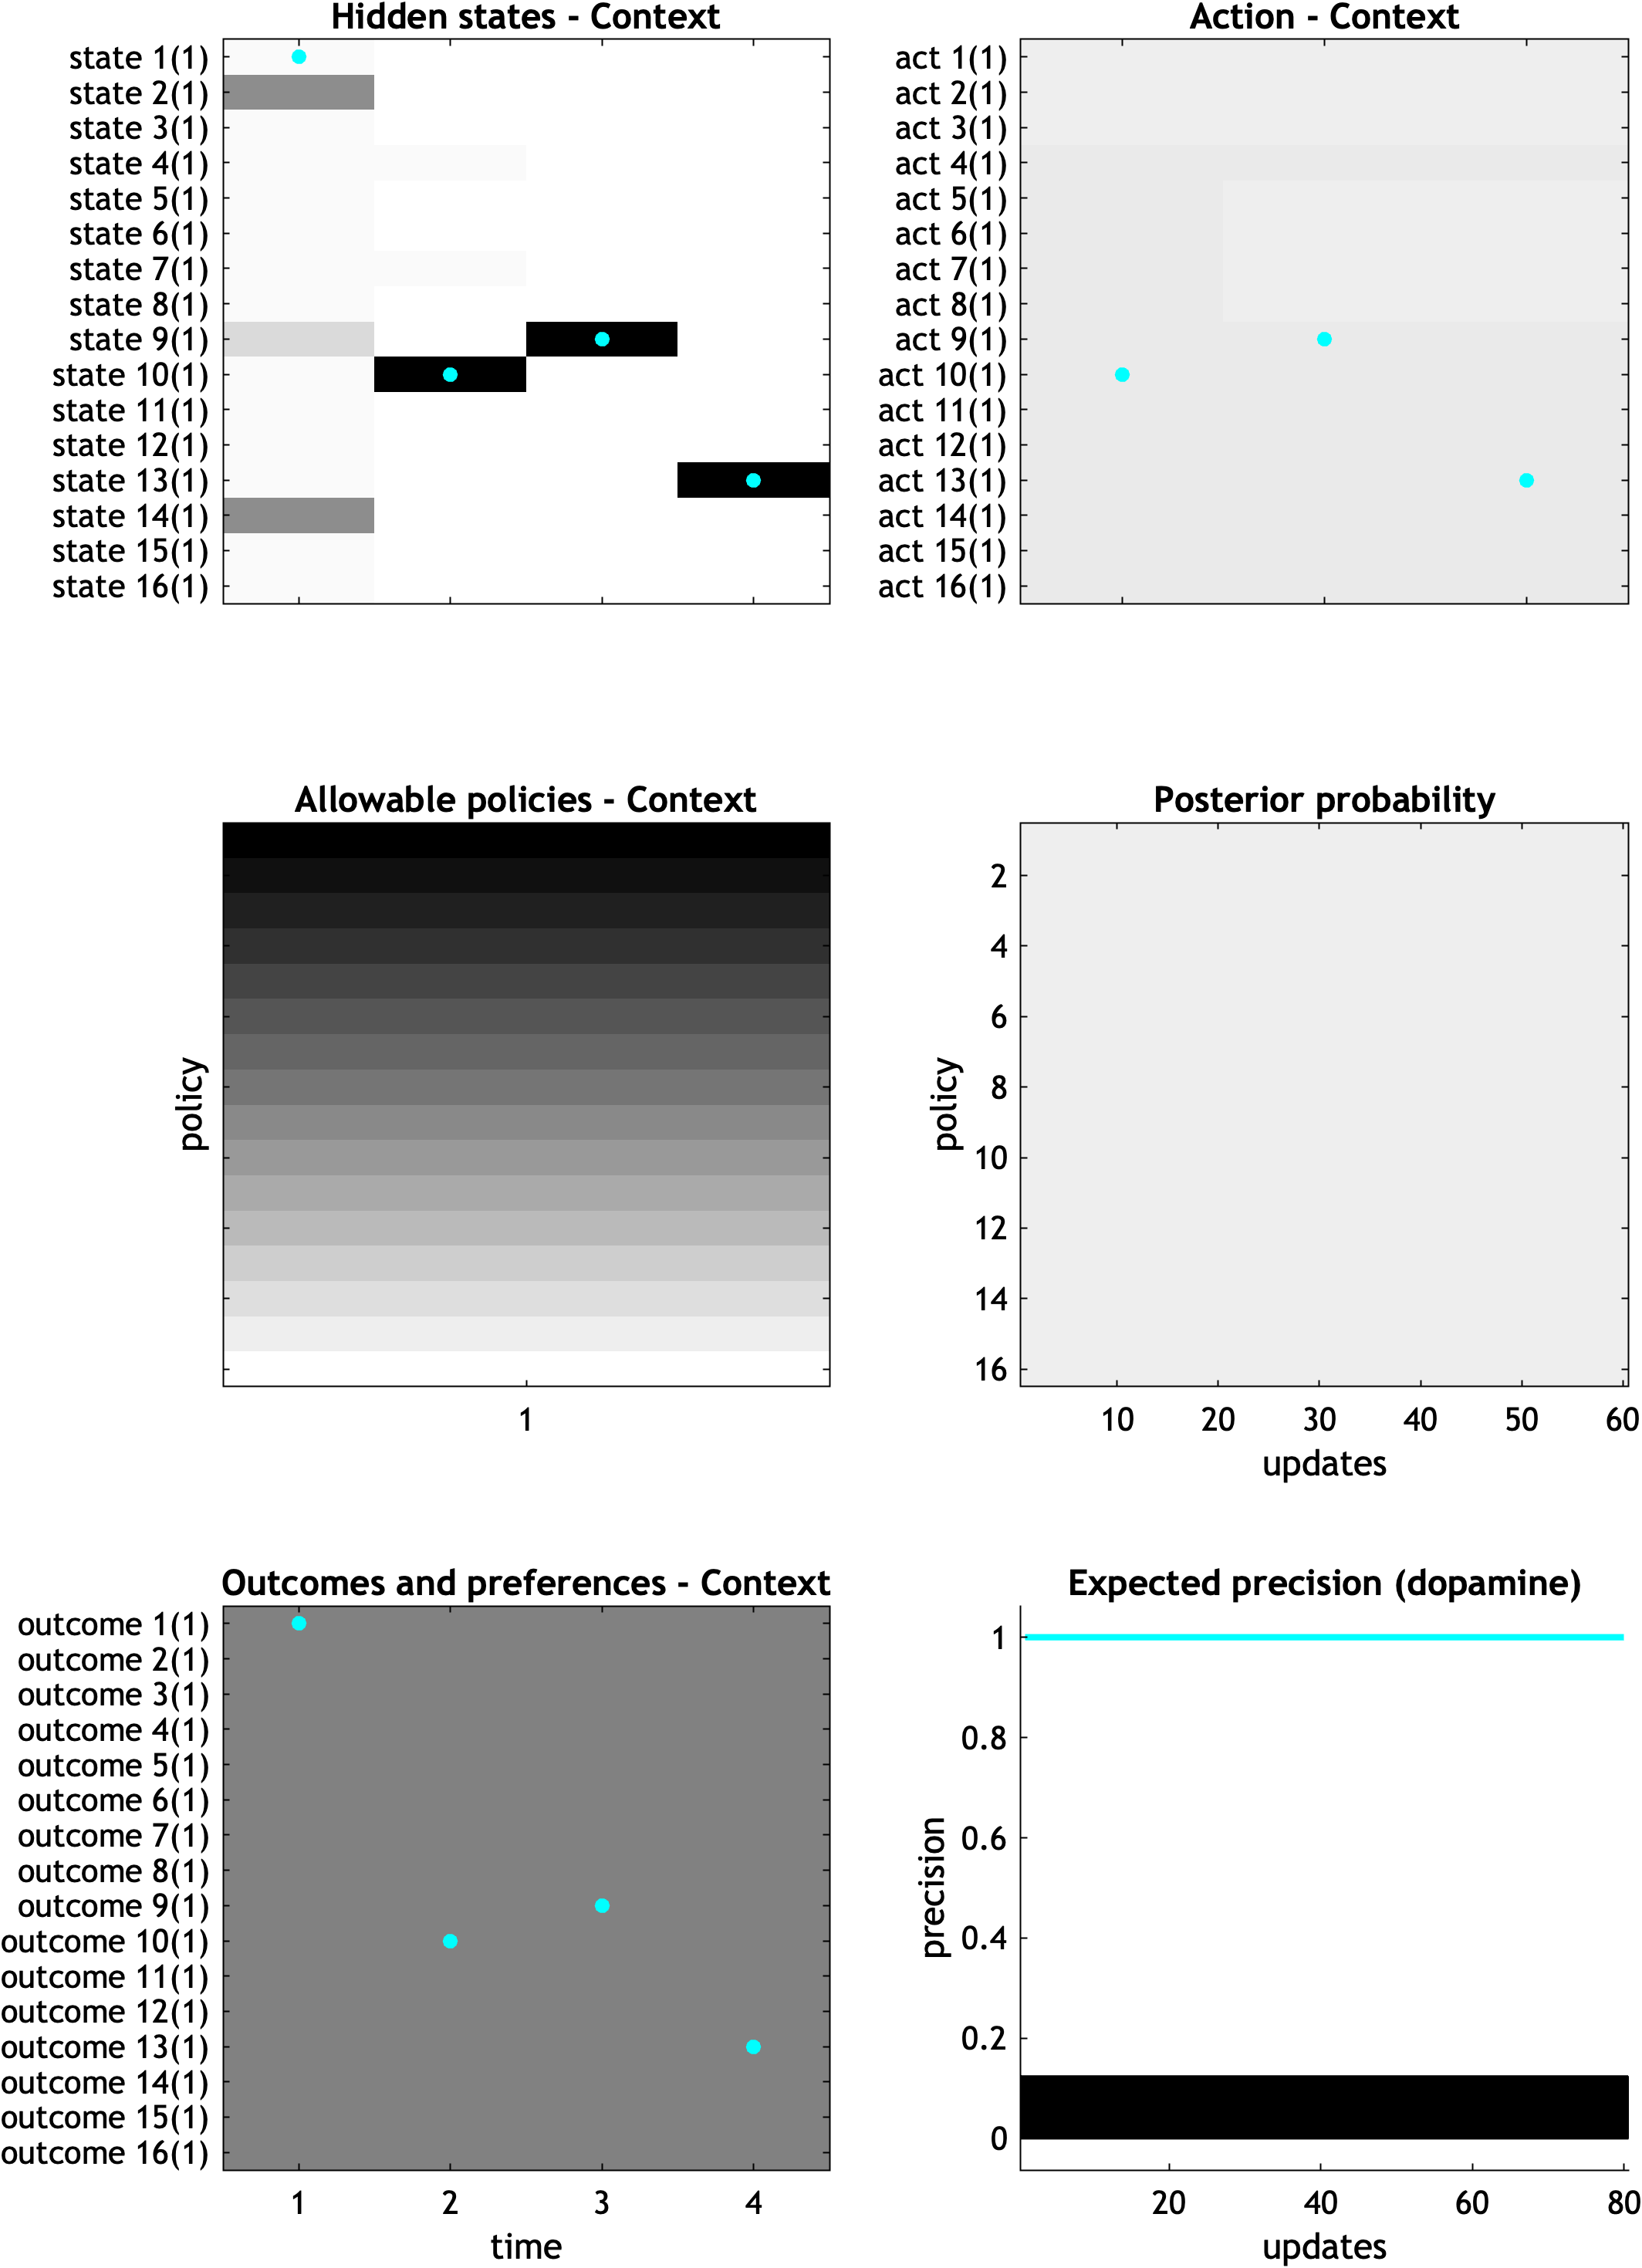 Hidden states - Context
state 1(1)
state 2(1)
state 3(1)
state 4(1)
state 5(1)
state 6(1)
state 7(1)
state 8(1)
state 9(1)
state 10(1)
state 11(1)
state 12(1)
state 13(1)
state 14(1)
state 15(1)
state 16(1)
Action - Context
act 1(1)
act 2(1)
act 3(1)
act 4(1)
act 5(1)
act 6(1)
act 7(1)
act 8(1)
act 9(1)
act 10(1)
act 11(1)
act 12(1)
act 13(1)
act 14(1)
act 15(1)
act 16(1)
Allowable policies - Context
policy
1
Posterior probability
policy
2
4
6
8
10
12
14
16
10 20 30 40 50 60
updates
Outcomes and preferences - Context
outcome 1(1)
outcome 2(1)
outcome 3(1)
outcome 4(1)
outcome 5(1)
outcome 6(1)
outcome 7(1)
outcome 8(1)
outcome 9(1)
outcome 10(1)
outcome 11(1)
outcome 12(1)
outcome 13(1)
outcome 14(1)
outcome 15(1)
outcome 16(1)
1 2 3 4
time
Expected precision (dopamine)
precision
1
0.8
0.6
0.4
0.2
0
20 40 60 80
updates